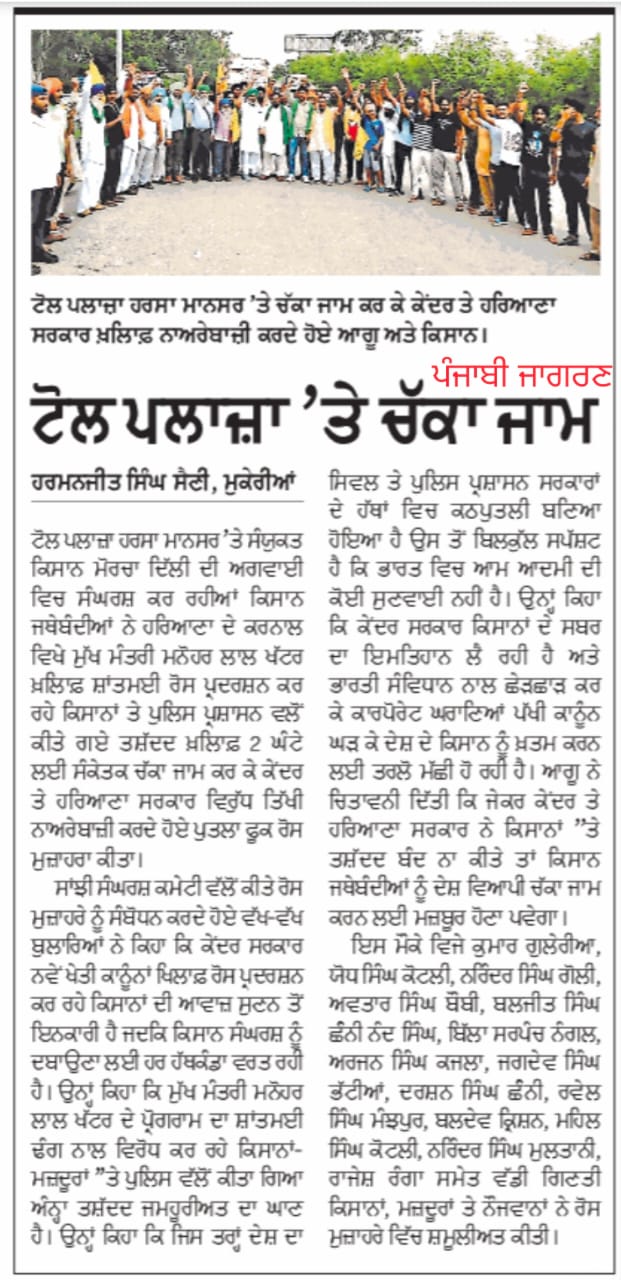 ਟੋਲ ਪਲਾਜ਼ਾ ਹਰਸਾ ਮਾਨਸਰ 'ਤੇ ਚੱਕਾ ਜਾਮ ਕਰ ਕੇ ਕੇਂਦਰ ਤੇ ਹਰਿਆਣਾ
ਸਰਕਾਰ ਖ਼ਲਿਾਫ਼ ਨਾਅਰੇਬਾਜ਼ੀ ਕਰਦੇ ਹੋਏ ਆਗੂ ਅਤੇ ਕਿਸਾਨ।
ਪੰਜਾਬੀ ਜਾਗਰਣ
ਟੋਲ ਪਲਾਜ਼ਾ 'ਤੇ ਚੱਕਾ ਜਾਮ
ਹਰਮਨਜੀਤ ਸਿੰਘ ਸੈਣੀ, ਮੁਕੇਰੀਆਂ
ਟੋਲ ਪਲਾਜ਼ਾ ਹਰਸਾ ਮਾਨਸਰ 'ਤੇ ਸੰਯੁਕਤ
ਕਿਸਾਨ ਮੋਰਚਾ ਦਿੱਲੀ ਦੀ ਅਗਵਾਈ
ਵਿਚ ਸੰਘਰਸ਼ ਕਰ ਰਹੀਆਂ ਕਿਸਾਨ
ਜਥੇਬੰਦੀਆਂ ਨੇ ਹਰਿਆਣਾ ਦੇ ਕਰਨਾਲ
ਵਿਖੇ ਮੁੱਖ ਮੰਤਰੀ ਮਨੋਹਰ ਲਾਲ ਖੱਟਰ
ਖ਼ਲਿਾਫ਼ ਸ਼ਾਂਤਮਈ ਰੋਸ ਪ੍ਰਦਰਸ਼ਨ ਕਰ
ਰਹੇ ਕਿਸਾਨਾਂ ਤੇ ਪੁਲਿਸ ਪ੍ਰਸ਼ਾਸਨ ਵਲੋਂ
ਕੀਤੇ ਗਏ ਤਸ਼ੱਦਦ ਖ਼ਲਿਾਫ਼ 2 ਘੰਟੇ
ਲਈ ਸੰਕੇਤਕ ਚੱਕਾ ਜਾਮ ਕਰ ਕੇ ਕੇਂਦਰ
ਤੇ ਹਰਿਆਣਾ ਸਰਕਾਰ ਵਿਰੁੱਧ ਤਿੱਖੀ
ਨਾਅਰੇਬਾਜ਼ੀ ਕਰਦੇ ਹੋਏ ਪੁਤਲਾ ਫੂਕ ਰੋਸ
ਮੁਜ਼ਾਹਰਾ ਕੀਤਾ।
ਸਾਂਝੀ ਸੰਘਰਸ਼ ਕਮੇਟੀ ਵੱਲੋਂ ਕੀਤੇ ਰੋਸ
ਮੁਜ਼ਾਹਰੇ ਨੂੰ ਸੰਬੋਧਨ ਕਰਦੇ ਹੋਏ ਵੱਖ-ਵੱਖ
ਬੁਲਾਰਿਆਂ ਨੇ ਕਿਹਾ ਕਿ ਕੇਂਦਰ ਸਰਕਾਰ
ਨਵੇਂ ਖੇਤੀ ਕਾਨੂੰਨਾਂ ਖਿਲਾਫ਼ ਰੋਸ ਪ੍ਰਦਰਸ਼ਨ
ਕਰ ਰਹੇ ਕਿਸਾਨਾਂ ਦੀ ਆਵਾਜ਼ ਸੁਣਨ ਤੋਂ
ਇਨਕਾਰੀ ਹੈ ਜਦਕਿ ਕਿਸਾਨ ਸੰਘਰਸ਼ ਨੂੰ
ਦਬਾਉਣਾ ਲਈ ਹਰ ਹੱਥਕੰਡਾ ਵਰਤ ਰਹੀ
ਹੈ। ਉਨ੍ਹਾਂ ਕਿਹਾ ਕਿ ਮੁੱਖ ਮੰਤਰੀ ਮਨੋਹਰ
ਲਾਲ ਖੱਟਰ ਦੇ ਪ੍ਰੋਗਰਾਮ ਦਾ ਸ਼ਾਂਤਮਈ
ਢੰਗ ਨਾਲ ਵਿਰੋਧ ਕਰ ਰਹੇ ਕਿਸਾਨਾਂ-
ਮਜ਼ਦੂਰਾਂ ''ਤੇ ਪੁਲਿਸ ਵੱਲੋਂ ਕੀਤਾ ਗਿਆ
ਅੰਨ੍ਹਾ ਤਸ਼ੱਦਦ ਜਮਹੂਰੀਅਤ ਦਾ ਘਾਣ
ਹੈ। ਉਨ੍ਹਾਂ ਕਿਹਾ ਕਿ ਜਿਸ ਤਰ੍ਹਾਂ ਦੇਸ਼ ਦਾ
ਸਿਵਲ ਤੇ ਪੁਲਿਸ ਪ੍ਰਸ਼ਾਸਨ ਸਰਕਾਰਾਂ
ਦੇ ਹੱਥਾਂ ਵਿਚ ਕਠਪੁਤਲੀ ਬਣਿਆ
ਹੋਇਆ ਹੈ ਉਸ ਤੋਂ ਬਿਲਕੁੱਲ ਸਪੱਸ਼ਟ
ਹੈ ਕਿ ਭਾਰਤ ਵਿਚ ਆਮ ਆਦਮੀ ਦੀ
ਕੋਈ ਸੁਣਵਾਈ ਨਹੀਂ ਹੈ। ਉਨ੍ਹਾਂ ਕਿਹਾ
ਕਿ ਕੇਂਦਰ ਸਰਕਾਰ ਕਿਸਾਨਾਂ ਦੇ ਸਬਰ
ਦਾ ਇਮਤਿਹਾਨ ਲੈ ਰਹੀ ਹੈ ਅਤੇ
ਭਾਰਤੀ ਸੰਵਿਧਾਨ ਨਾਲ ਛੇੜਛਾੜ ਕਰ
ਕੇ ਕਾਰਪੋਰੇਟ ਘਰਾਣਿਆਂ ਪੱਖੀ ਕਾਨੂੰਨ
ਘੜ ਕੇ ਦੇਸ਼ ਦੇ ਕਿਸਾਨ ਨੂੰ ਖ਼ਤਮ ਕਰਨ
ਲਈ ਤਰਲੋ ਮੱਛੀ ਹੋ ਰਹੀ ਹੈ। ਆਗੂ ਨੇ
ਚਿਤਾਵਨੀ ਦਿੱਤੀ ਕਿ ਜੇਕਰ ਕੇਂਦਰ ਤੇ
ਹਰਿਆਣਾ ਸਰਕਾਰ ਨੇ ਕਿਸਾਨਾਂ ''ਤੇ
ਤਸ਼ੱਦਦ ਬੰਦ ਨਾ ਕੀਤੇ ਤਾਂ ਕਿਸਾਨ
ਜਥੇਬੰਦੀਆਂ ਨੂੰ ਦੇਸ਼ ਵਿਆਪੀ ਚੱਕਾ ਜਾਮ
ਕਰਨ ਲਈ ਮਜ਼ਬੂਰ ਹੋਣਾ ਪਵੇਗਾ।
ਇਸ ਮੌਕੇ ਵਿਜੇ ਕੁਮਾਰ ਗੁਲੇਰੀਆ,
ਯੋਧ ਸਿੰਘ ਕੋਟਲੀ, ਨਰਿੰਦਰ ਸਿੰਘ ਗੋਲੀ,
ਅਵਤਾਰ ਸਿੰਘ ਬੌਬੀ, ਬਲਜੀਤ ਸਿੰਘ
ਛੰਨੀ ਨੰਦ ਸਿੰਘ, ਬਿੱਲਾ ਸਰਪੰਚ ਨੰਗਲ,
ਅਰਜਨ ਸਿੰਘ ਕਜਲਾ, ਜਗਦੇਵ ਸਿੰਘ
ਭੱਟੀਆਂ, ਦਰਸ਼ਨ ਸਿੰਘ ਛੰਨੀ, ਰਵੇਲ
ਸਿੰਘ ਮੰਝਪੁਰ, ਬਲਦੇਵ ਕ੍ਰਿਸ਼ਨ, ਮਹਿਲ
ਸਿੰਘ ਕੋਟਲੀ, ਨਰਿੰਦਰ ਸਿੰਘ ਮੁਲਤਾਨੀ,
ਰਾਜੇਸ਼ ਰੰਗਾ ਸਮੇਤ ਵੱਡੀ ਗਿਣਤੀ
ਕਿਸਾਨਾਂ, ਮਜ਼ਦੂਰਾਂ ਤੇ ਨੌਜਵਾਨਾਂ ਨੇ ਰੋਸ
ਮੁਜ਼ਾਹਰੇ ਵਿੱਚ ਸ਼ਮੂਲੀਅਤ ਕੀਤੀ।